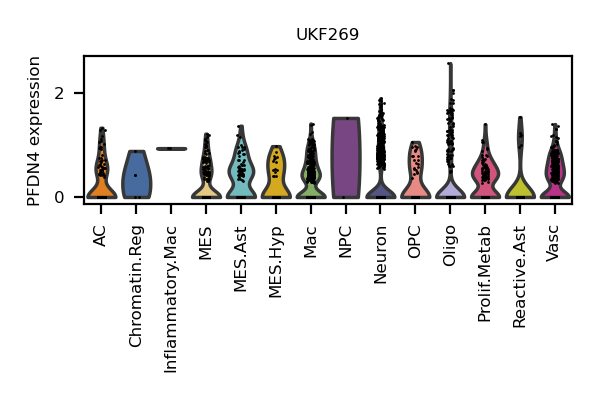 UKF269
PFDN4 expression
2
0
AC
Chromatin.Reg
Inflammatory.Mac
MES
MES.Ast
MES.Hyp
Mac
NPC
Neuron
OPC
Oligo
Prolif.Metab
Reactive.Ast
Vasc